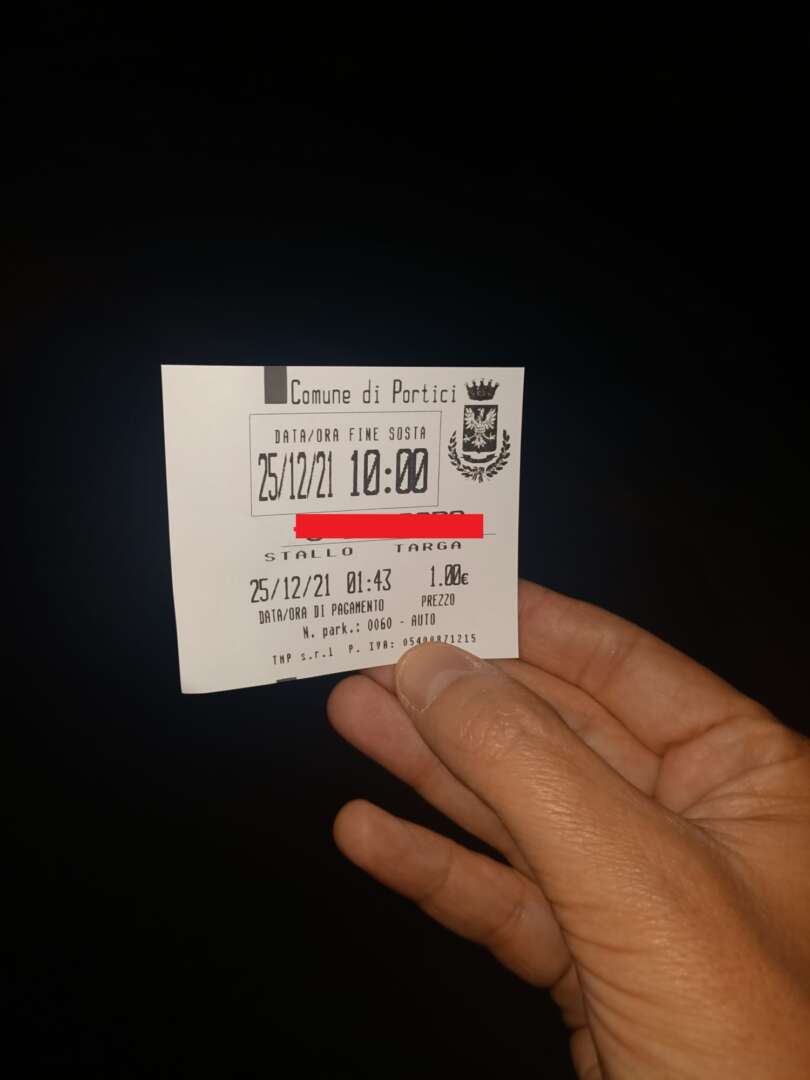 Comune di Portici
DATA/ORA FINE SOSTA
25/12/21 10:00
STALLO TARGA
25/12/21 01:43 1.00€
DATA/ORA DI PAGAMENTO PREZZO
N. park.: 0060 - AUTO
TMP s.r.l P. IVA: